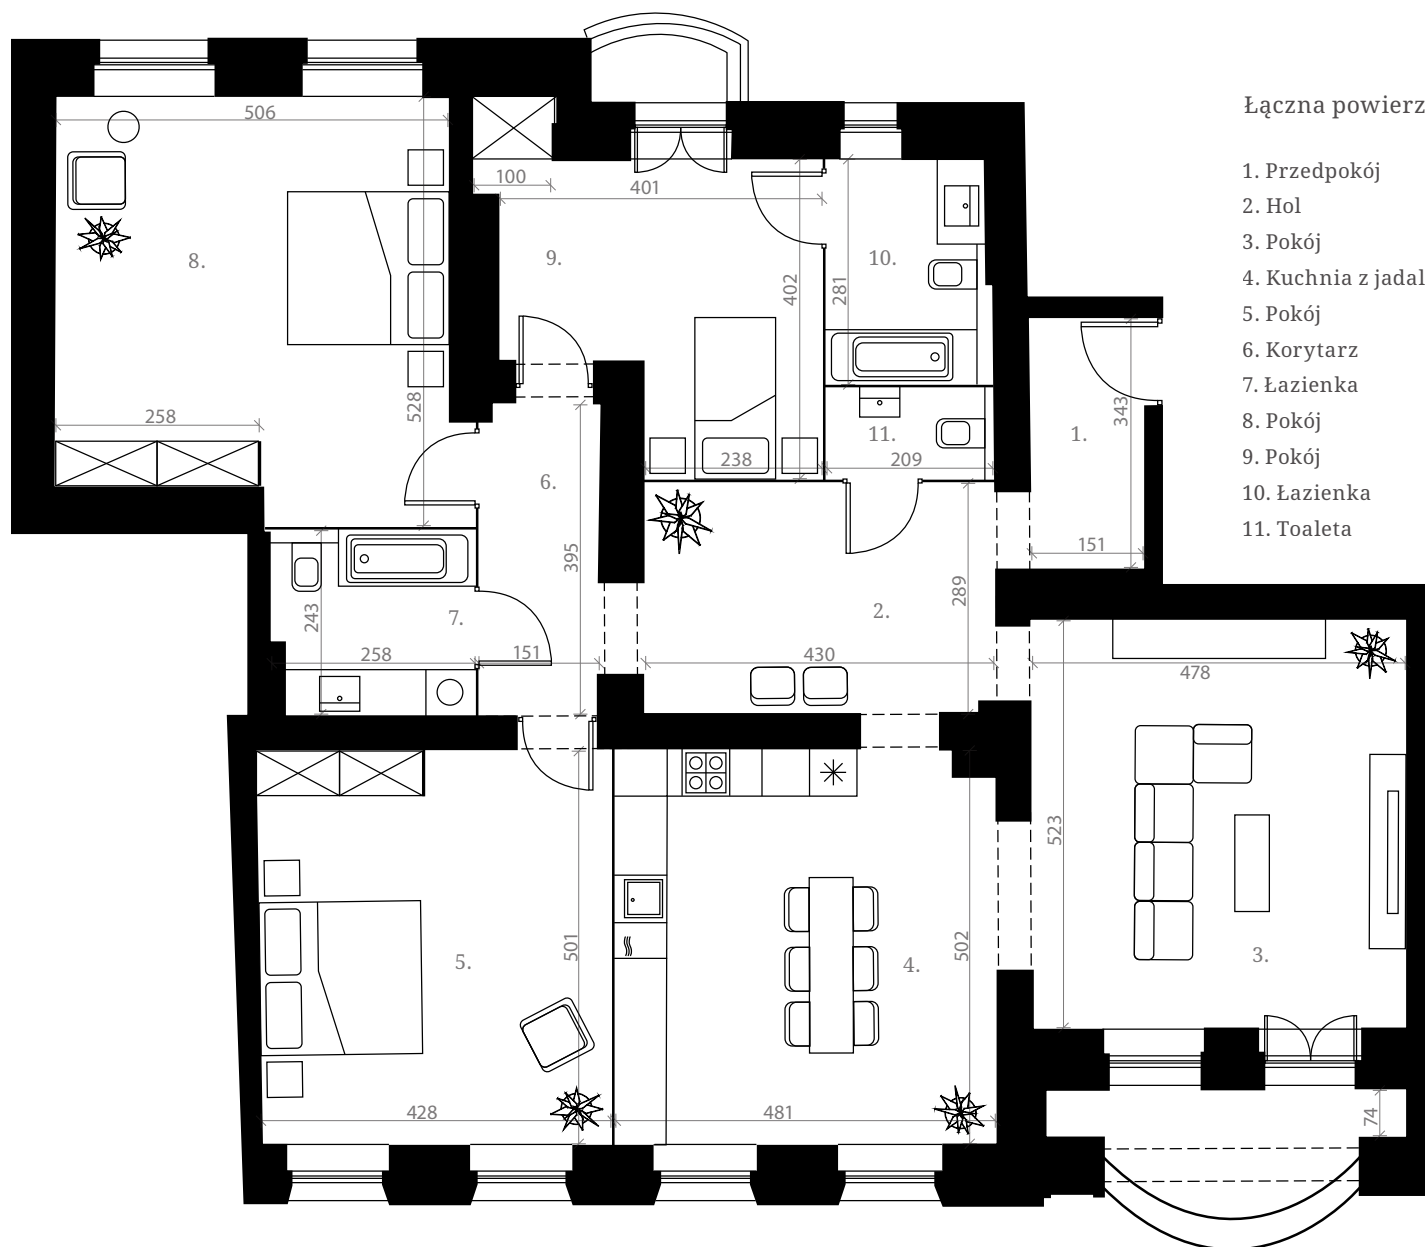 Łączna powierz
1. Przedpokój
2. Hol
3. Pokój
4. Kuchnia z jadal
5. Pokój
6. Korytarz
7. Łazienka
8. Pokój
9. Pokój
10. Łazienka
11. Toaleta
506
100
401
8.
9.
10.
402
281
258
528
343
1.
11.
238
209
6.
395
151
289
243
7.
2.
258
151
430
478
523
501
502
5.
4.
3.
428
481
74